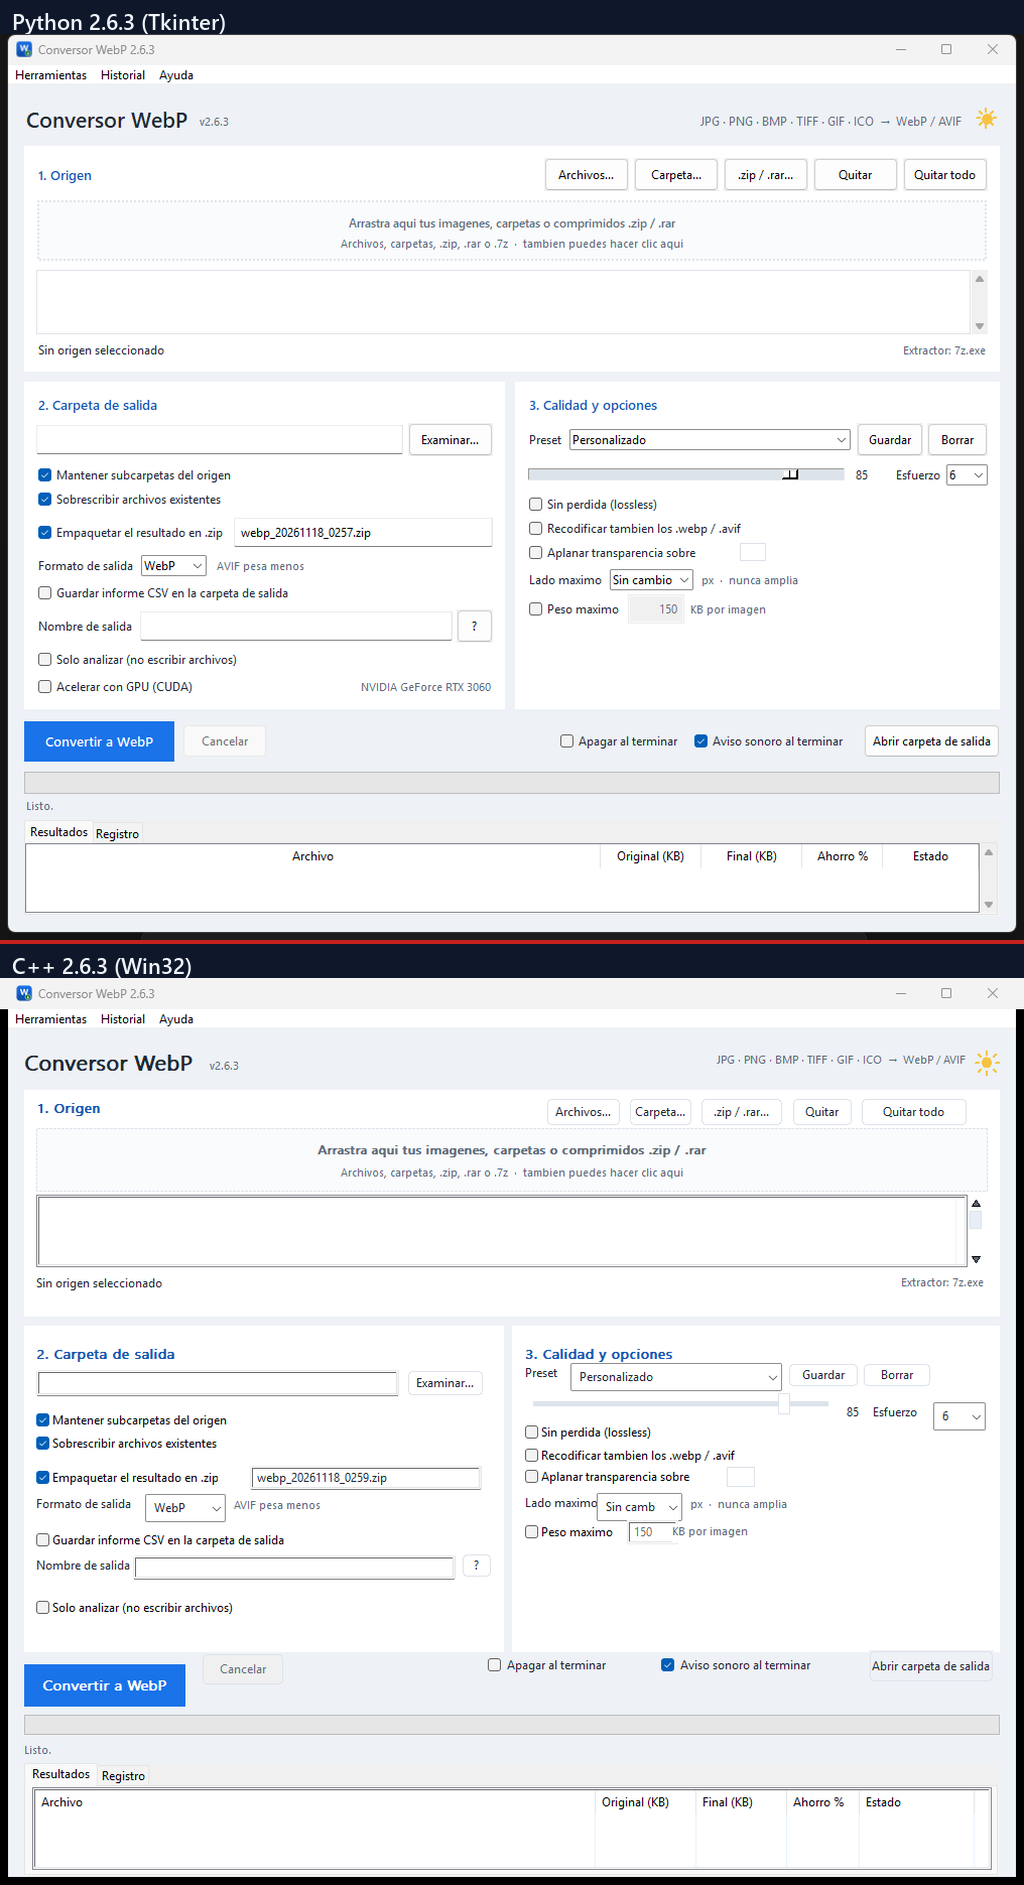 Python 2.6.3 (Tkinter)
Conversor WebP 2.6.3
Herramientas Historial Ayuda
Conversor WebP v2.6.3 JPG · PNG · BMP · TIFF · GIF · ICO → WebP / AVIF
1. Origen Archivos... Carpeta... .zip / .rar... Quitar Quitar todo
Arrastra aqui tus imagenes, carpetas o comprimidos .zip / .rar
Archivos, carpetas, .zip, .rar o .7z · tambien puedes hacer clic aqui
Sin origen seleccionado Extractor: 7z.exe
2. Carpeta de salida
Examinar...
Mantener subcarpetas del origen
Sobrescribir archivos existentes
Empaquetar el resultado en .zip webp_20261118_0257.zip
Formato de salida WebP AVIF pesa menos
Guardar informe CSV en la carpeta de salida
Nombre de salida ?
Solo analizar (no escribir archivos)
Acelerar con GPU (CUDA) NVIDIA GeForce RTX 3060
3. Calidad y opciones
Preset Personalizado Guardar Borrar
85 Esfuerzo 6
Sin perdida (lossless)
Recodificar tambien los .webp / .avif
Aplanar transparencia sobre
Lado maximo Sin cambio px · nunca amplia
Peso maximo 150 KB por imagen
Convertir a WebP Cancelar Apagar al terminar Aviso sonoro al terminar Abrir carpeta de salida
Listo.
Resultados Registro
Archivo Original (KB) Final (KB) Ahorro % Estado
C++ 2.6.3 (Win32)
Conversor WebP 2.6.3
Herramientas Historial Ayuda
Conversor WebP v2.6.3 JPG · PNG · BMP · TIFF · GIF · ICO → WebP / AVIF
1. Origen Archivos... Carpeta... .zip / .rar... Quitar Quitar todo
Arrastra aqui tus imagenes, carpetas o comprimidos .zip / .rar
Archivos, carpetas, .zip, .rar o .7z · tambien puedes hacer clic aqui
Sin origen seleccionado Extractor: 7z.exe
2. Carpeta de salida
Examinar...
Mantener subcarpetas del origen
Sobrescribir archivos existentes
Empaquetar el resultado en .zip webp_20261118_0259.zip
Formato de salida WebP AVIF pesa menos
Guardar informe CSV en la carpeta de salida
Nombre de salida ?
Solo analizar (no escribir archivos)
3. Calidad y opciones
Preset Personalizado Guardar Borrar
85 Esfuerzo 6
Sin perdida (lossless)
Recodificar tambien los .webp / .avif
Aplanar transparencia sobre
Lado maximo Sin camb px · nunca amplia
Peso maximo 150 KB por imagen
Convertir a WebP Cancelar Apagar al terminar Aviso sonoro al terminar Abrir carpeta de salida
Listo.
Resultados Registro
Archivo Original (KB) Final (KB) Ahorro % Estado